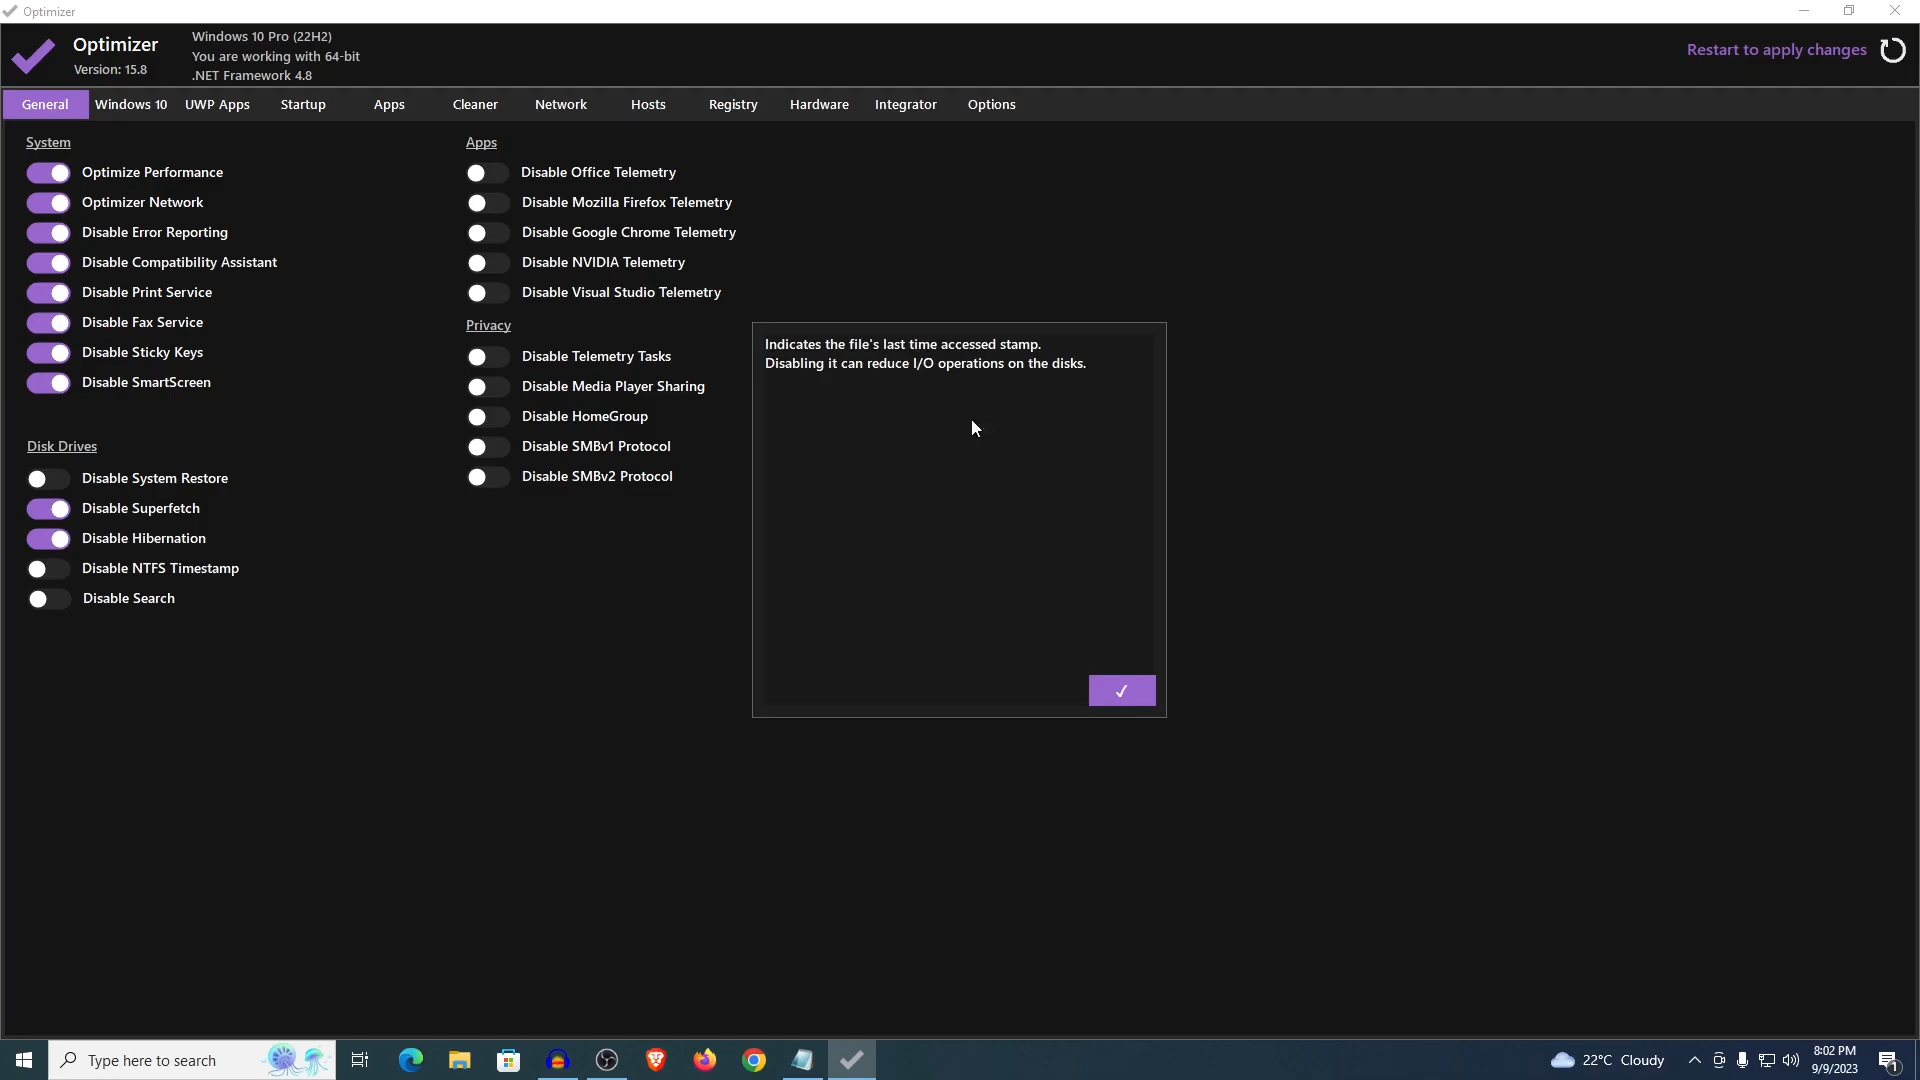 Optimizer
Optimizer
Version: 15.8
Windows 10 Pro (22H2)
You are working with 64-bit
.NET Framework 4.8
Restart to apply changes
General
Windows 10
UWP Apps
Startup
Apps
Cleaner
Network
Hosts
Registry
Hardware
Integrator
Options
System
Optimize Performance
Optimizer Network
Disable Error Reporting
Disable Compatibility Assistant
Disable Print Service
Disable Fax Service
Disable Sticky Keys
Disable SmartScreen
Disk Drives
Disable System Restore
Disable Superfetch
Disable Hibernation
Disable NTFS Timestamp
Disable Search
Apps
Disable Office Telemetry
Disable Mozilla Firefox Telemetry
Disable Google Chrome Telemetry
Disable NVIDIA Telemetry
Disable Visual Studio Telemetry
Privacy
Disable Telemetry Tasks
Disable Media Player Sharing
Disable HomeGroup
Disable SMBv1 Protocol
Disable SMBv2 Protocol
Indicates the file's last time accessed stamp.
Disabling it can reduce I/O operations on the disks.
Type here to search
22°C Cloudy
8:02 PM
9/9/2023
1